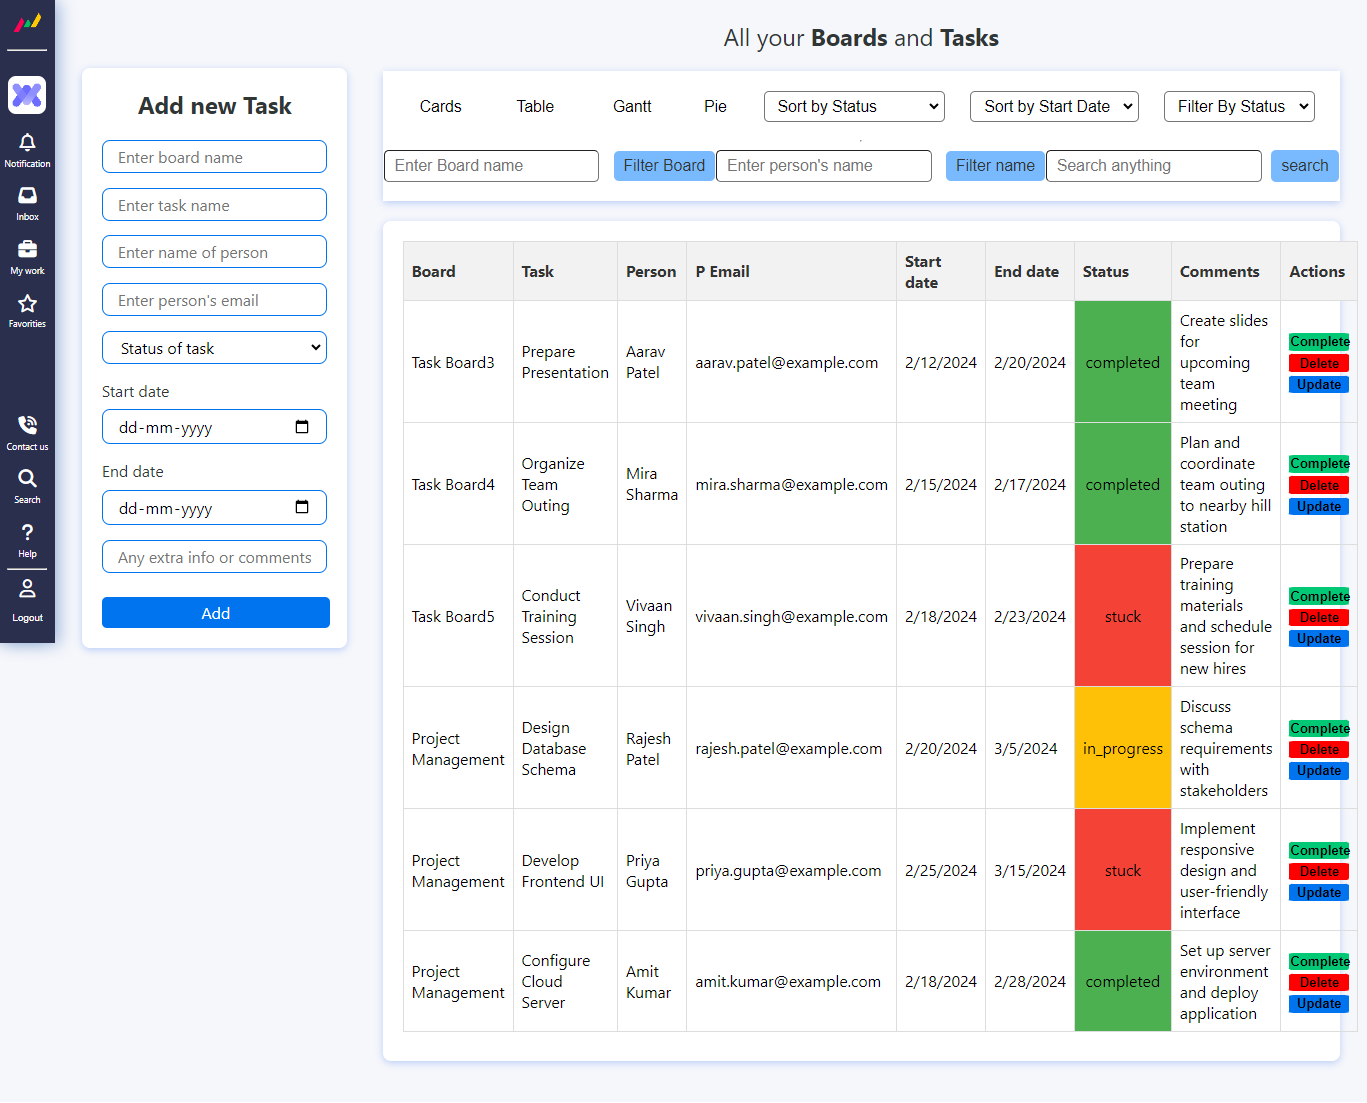 Notification
Inbox
My work
Favorities
Contact us
Search
Help
Logout
Add new Task
Enter board name
Enter task name
Enter name of person
Enter person's email
Status of task
Start date
dd-mm-yyyy
End date
dd-mm-yyyy
Any extra info or comments
Add
All your Boards and Tasks
Cards Table Gantt Pie Sort by Status Sort by Start Date Filter By Status
Enter Board name Filter Board Enter person's name Filter name Search anything search
Board Task Person P Email Start date End date Status Comments Actions
Task Board3
Prepare
Presentation
Aarav
Patel
aarav.patel@example.com
2/12/2024
2/20/2024
completed
Create slides
for
upcoming
team
meeting
Complete
Delete
Update
Task Board4
Organize
Team
Outing
Mira
Sharma
mira.sharma@example.com
2/15/2024
2/17/2024
completed
Plan and
coordinate
team outing
to nearby hill
station
Complete
Delete
Update
Task Board5
Conduct
Training
Session
Vivaan
Singh
vivaan.singh@example.com
2/18/2024
2/23/2024
stuck
Prepare
training
materials
and schedule
session for
new hires
Complete
Delete
Update
Project
Management
Design
Database
Schema
Rajesh
Patel
rajesh.patel@example.com
2/20/2024
3/5/2024
in_progress
Discuss
schema
requirements
with
stakeholders
Complete
Delete
Update
Project
Management
Develop
Frontend UI
Priya
Gupta
priya.gupta@example.com
2/25/2024
3/15/2024
stuck
Implement
responsive
design and
user-friendly
interface
Complete
Delete
Update
Project
Management
Configure
Cloud
Server
Amit
Kumar
amit.kumar@example.com
2/18/2024
2/28/2024
completed
Set up server
environment
and deploy
application
Complete
Delete
Update